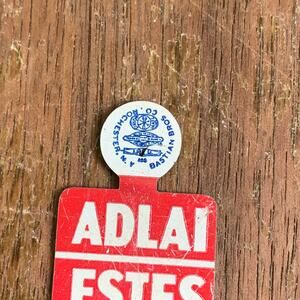 BASTIAN BROS CO. ROCHESTER, N.Y
ADLAI
ESTES